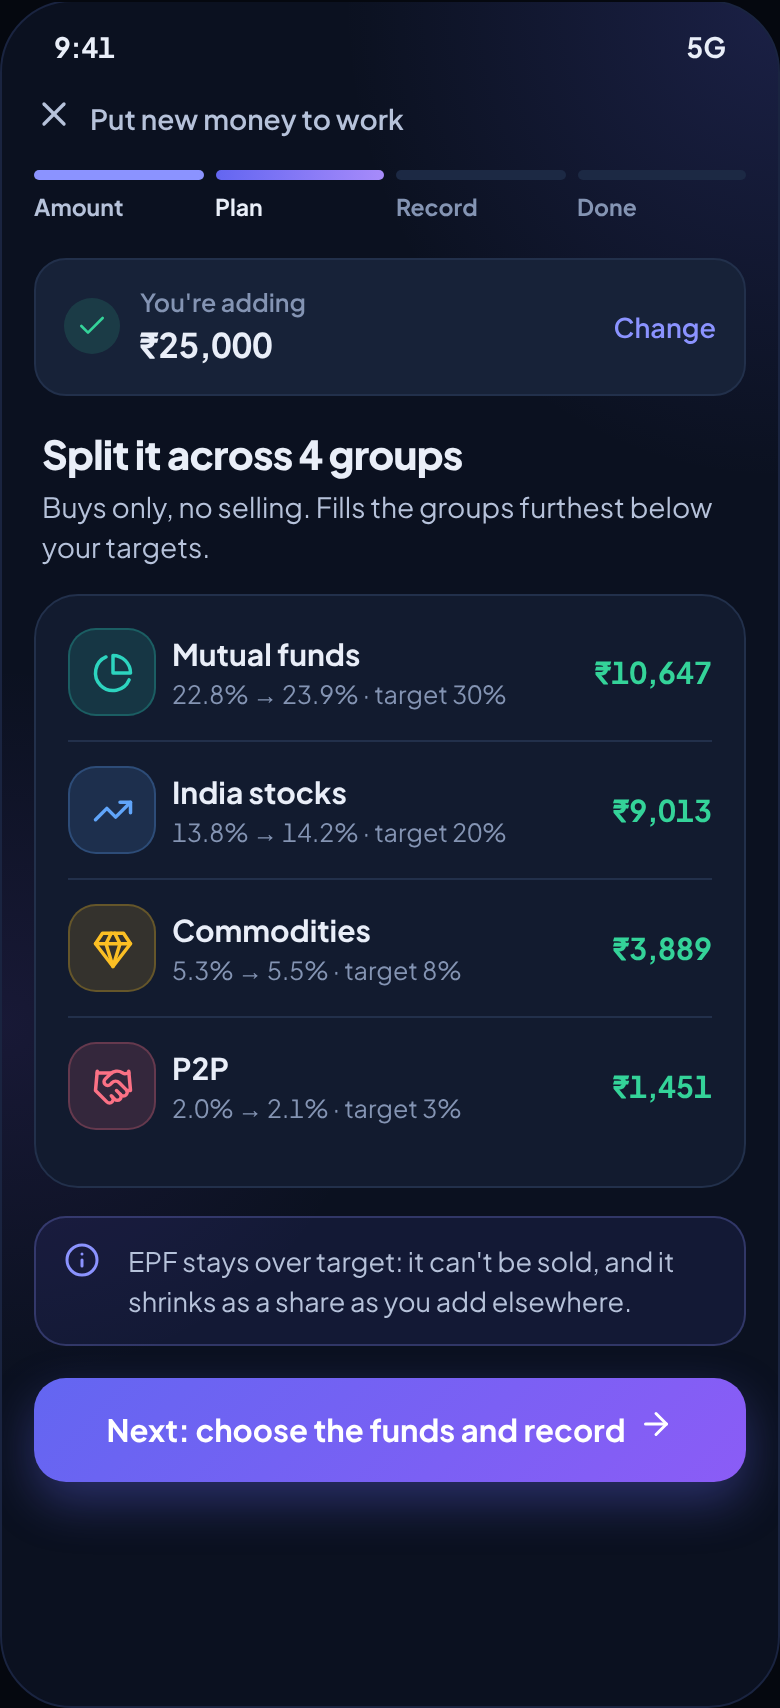 9:41
5G
Put new money to work
Amount
Plan
Record
Done
You're adding
₹25,000
Change
Split it across 4 groups
Buys only, no selling. Fills the groups furthest below
your targets.
Mutual funds
22.8% → 23.9% · target 30%
₹10,647
India stocks
13.8% → 14.2% · target 20%
₹9,013
Commodities
5.3% → 5.5% · target 8%
₹3,889
P2P
2.0% → 2.1% · target 3%
₹1,451
EPF stays over target: it can't be sold, and it
shrinks as a share as you add elsewhere.
Next: choose the funds and record →